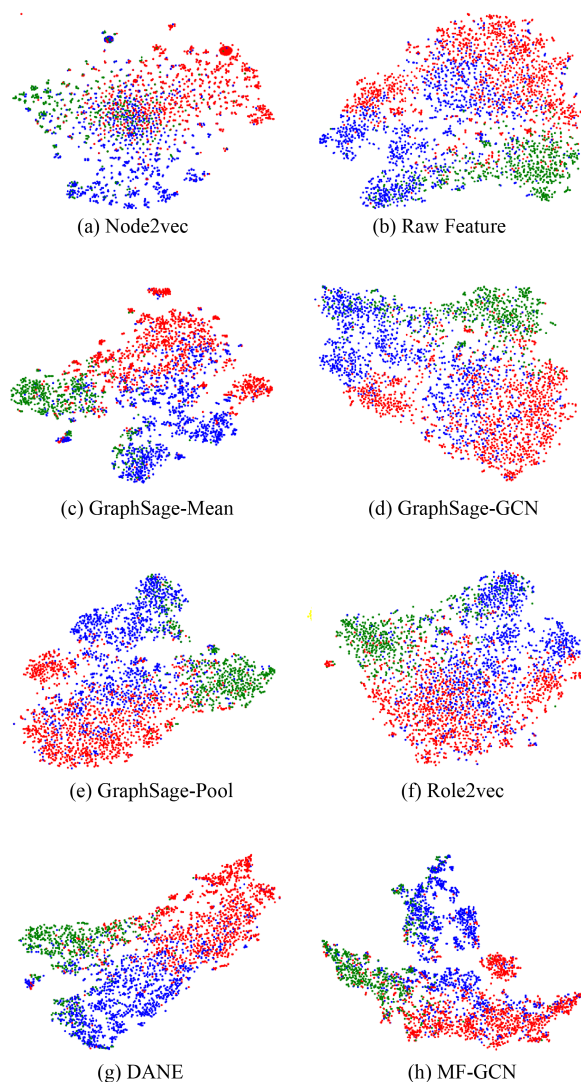 (a) Node2vec
(b) Raw Feature
(c) GraphSage-Mean
(d) GraphSage-GCN
(e) GraphSage-Pool
(f) Role2vec
(g) DANE
(h) MF-GCN